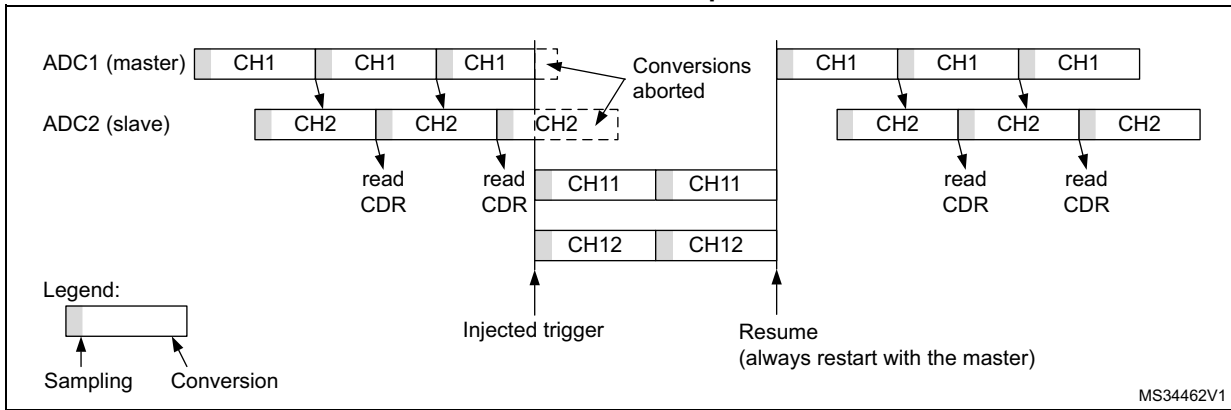 ADC1 (master) CH1 CH1 CH1 CH1 CH1 CH1
Conversions
aborted
ADC2 (slave) CH2 CH2 CH2 CH2 CH2 CH2
read
CDR
read
CDR
read
CDR
read
CDR
CH11 CH11
CH12 CH12
Legend:
Sampling Conversion
Injected trigger
Resume
(always restart with the master)
MS34462V1